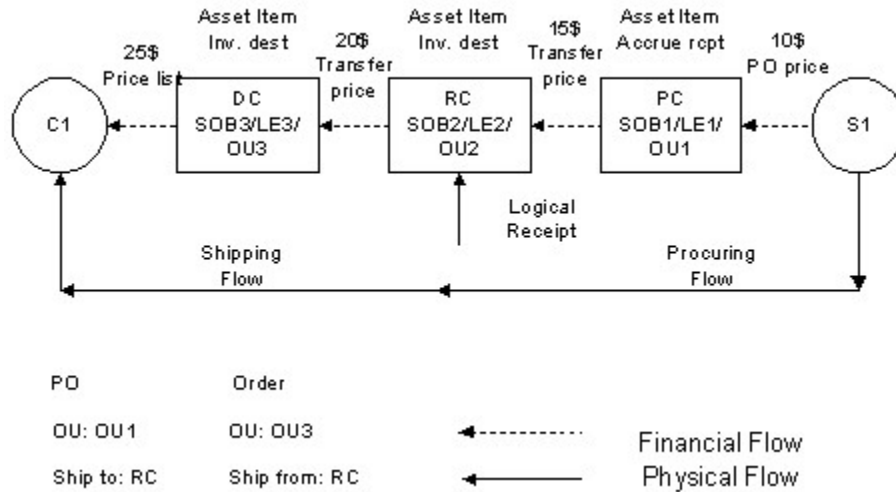 Asset Item
Inv. dest
Asset Item
Inv. dest
Asset Item
Accrue rcpt
25$
Price list
20$
Transfer
price
15$
Transfer
price
10$
PO price
C1
DC
SOB3/LE3/
OU3
RC
SOB2/LE2/
OU2
PC
SOB1/LE1/
OU1
S1
Logical
Receipt
Shipping
Flow
Procuring
Flow
PO
Order
OU: OU1
OU: OU3
Financial Flow
Ship to: RC
Ship from: RC
Physical Flow